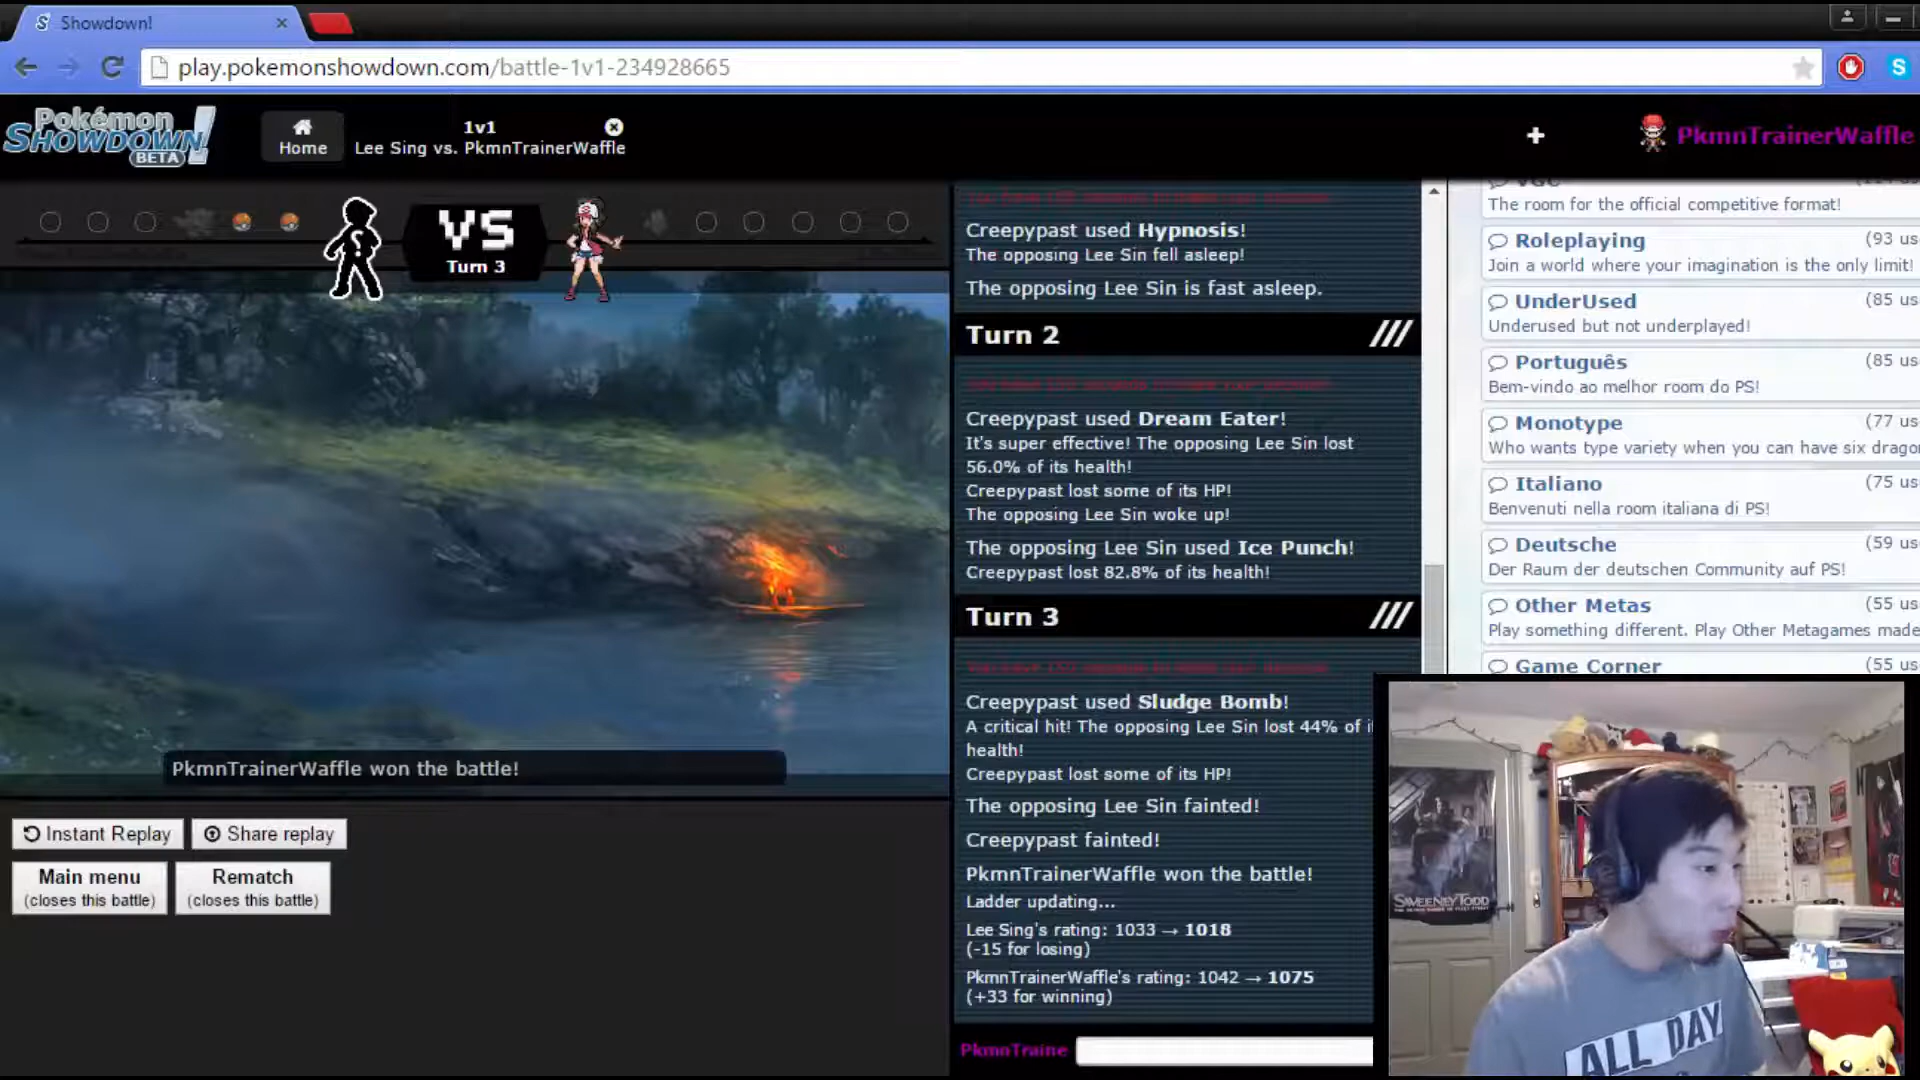 Showdown!
play.pokemonshowdown.com/battle-1v1-234928665
Pokémon
SHOWDOWN!
BETA
Home
1v1
Lee Sing vs. PkmnTrainerWaffle
PkmnTrainerWaffle
VS
Turn 3
PkmnTrainerWaffle won the battle!
Instant Replay
Share replay
Main menu
(closes this battle)
Rematch
(closes this battle)
Creepypast used Hypnosis!
The opposing Lee Sin fell asleep!
The opposing Lee Sin is fast asleep.
Turn 2
Creepypast used Dream Eater!
It's super effective! The opposing Lee Sin lost
56.0% of its health!
Creepypast lost some of its HP!
The opposing Lee Sin woke up!
The opposing Lee Sin used Ice Punch!
Creepypast lost 82.8% of its health!
Turn 3
Creepypast used Sludge Bomb!
A critical hit! The opposing Lee Sin lost 44% of
health!
Creepypast lost some of its HP!
The opposing Lee Sin fainted!
Creepypast fainted!
PkmnTrainerWaffle won the battle!
Ladder updating...
Lee Sing's rating: 1033 → 1018
(-15 for losing)
PkmnTrainerWaffle's rating: 1042 → 1075
(+33 for winning)
PkmnTraine
VGC
The room for the official competitive format!
Roleplaying (93 us
Join a world where your imagination is the only limit!
UnderUsed (85 us
Underused but not underplayed!
Português (85 us
Bem-vindo ao melhor room do PS!
Monotype (77 us
Who wants type variety when you can have six drago
Italiano (75 us
Benvenuti nella room italiana di PS!
Deutsche (59 us
Der Raum der deutschen Community auf PS!
Other Metas (55 us
Play something different. Play Other Metagames made
Game Corner (55 us
SWEENEY TODD
ALL DAY